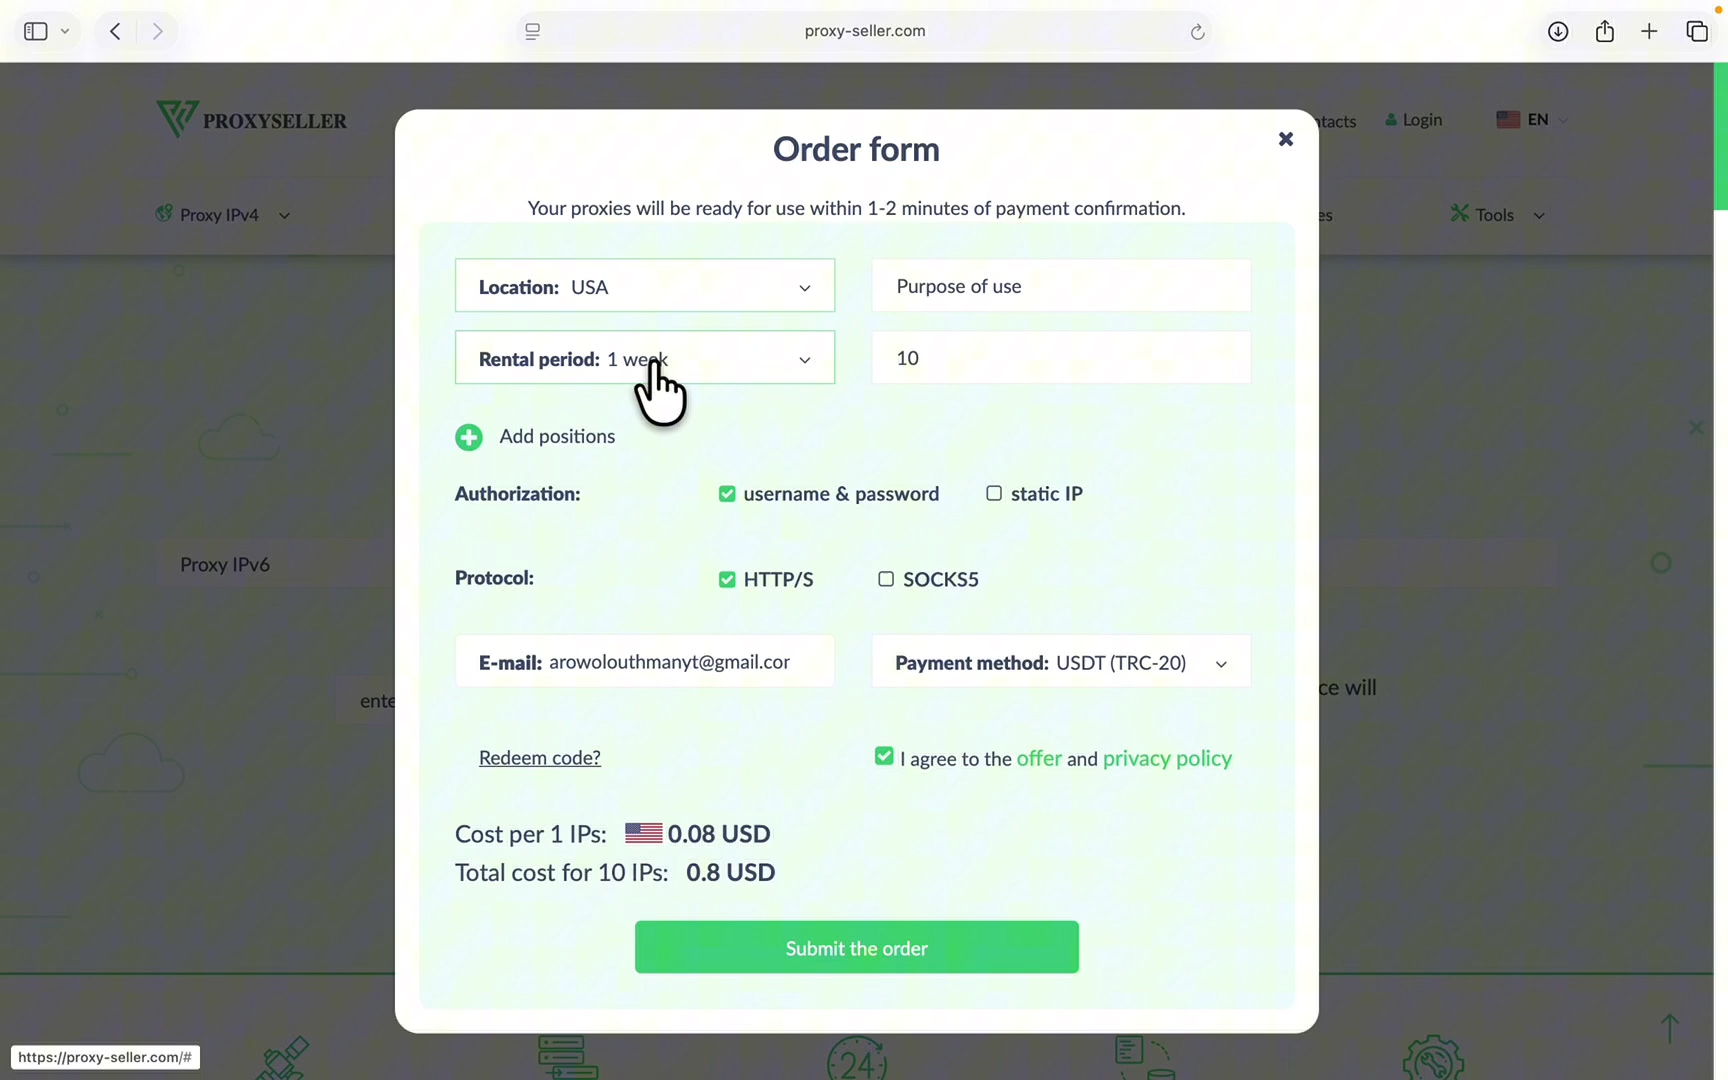 proxy-seller.com
PROXYSELLER
ntacts
Login
EN
Proxy IPv4
es
Tools
Order form
Your proxies will be ready for use within 1-2 minutes of payment confirmation.
Location: USA
Purpose of use
Rental period: 1 week
10
Add positions
Authorization:
username & password
static IP
Protocol:
HTTP/S
SOCKS5
Proxy IPv6
E-mail: arowolouthmanyt@gmail.cor
Payment method: USDT (TRC-20)
ente
ce will
Redeem code?
I agree to the offer and privacy policy
Cost per 1 IPs: 0.08 USD
Total cost for 10 IPs: 0.8 USD
Submit the order
24
https://proxy-seller.com/#